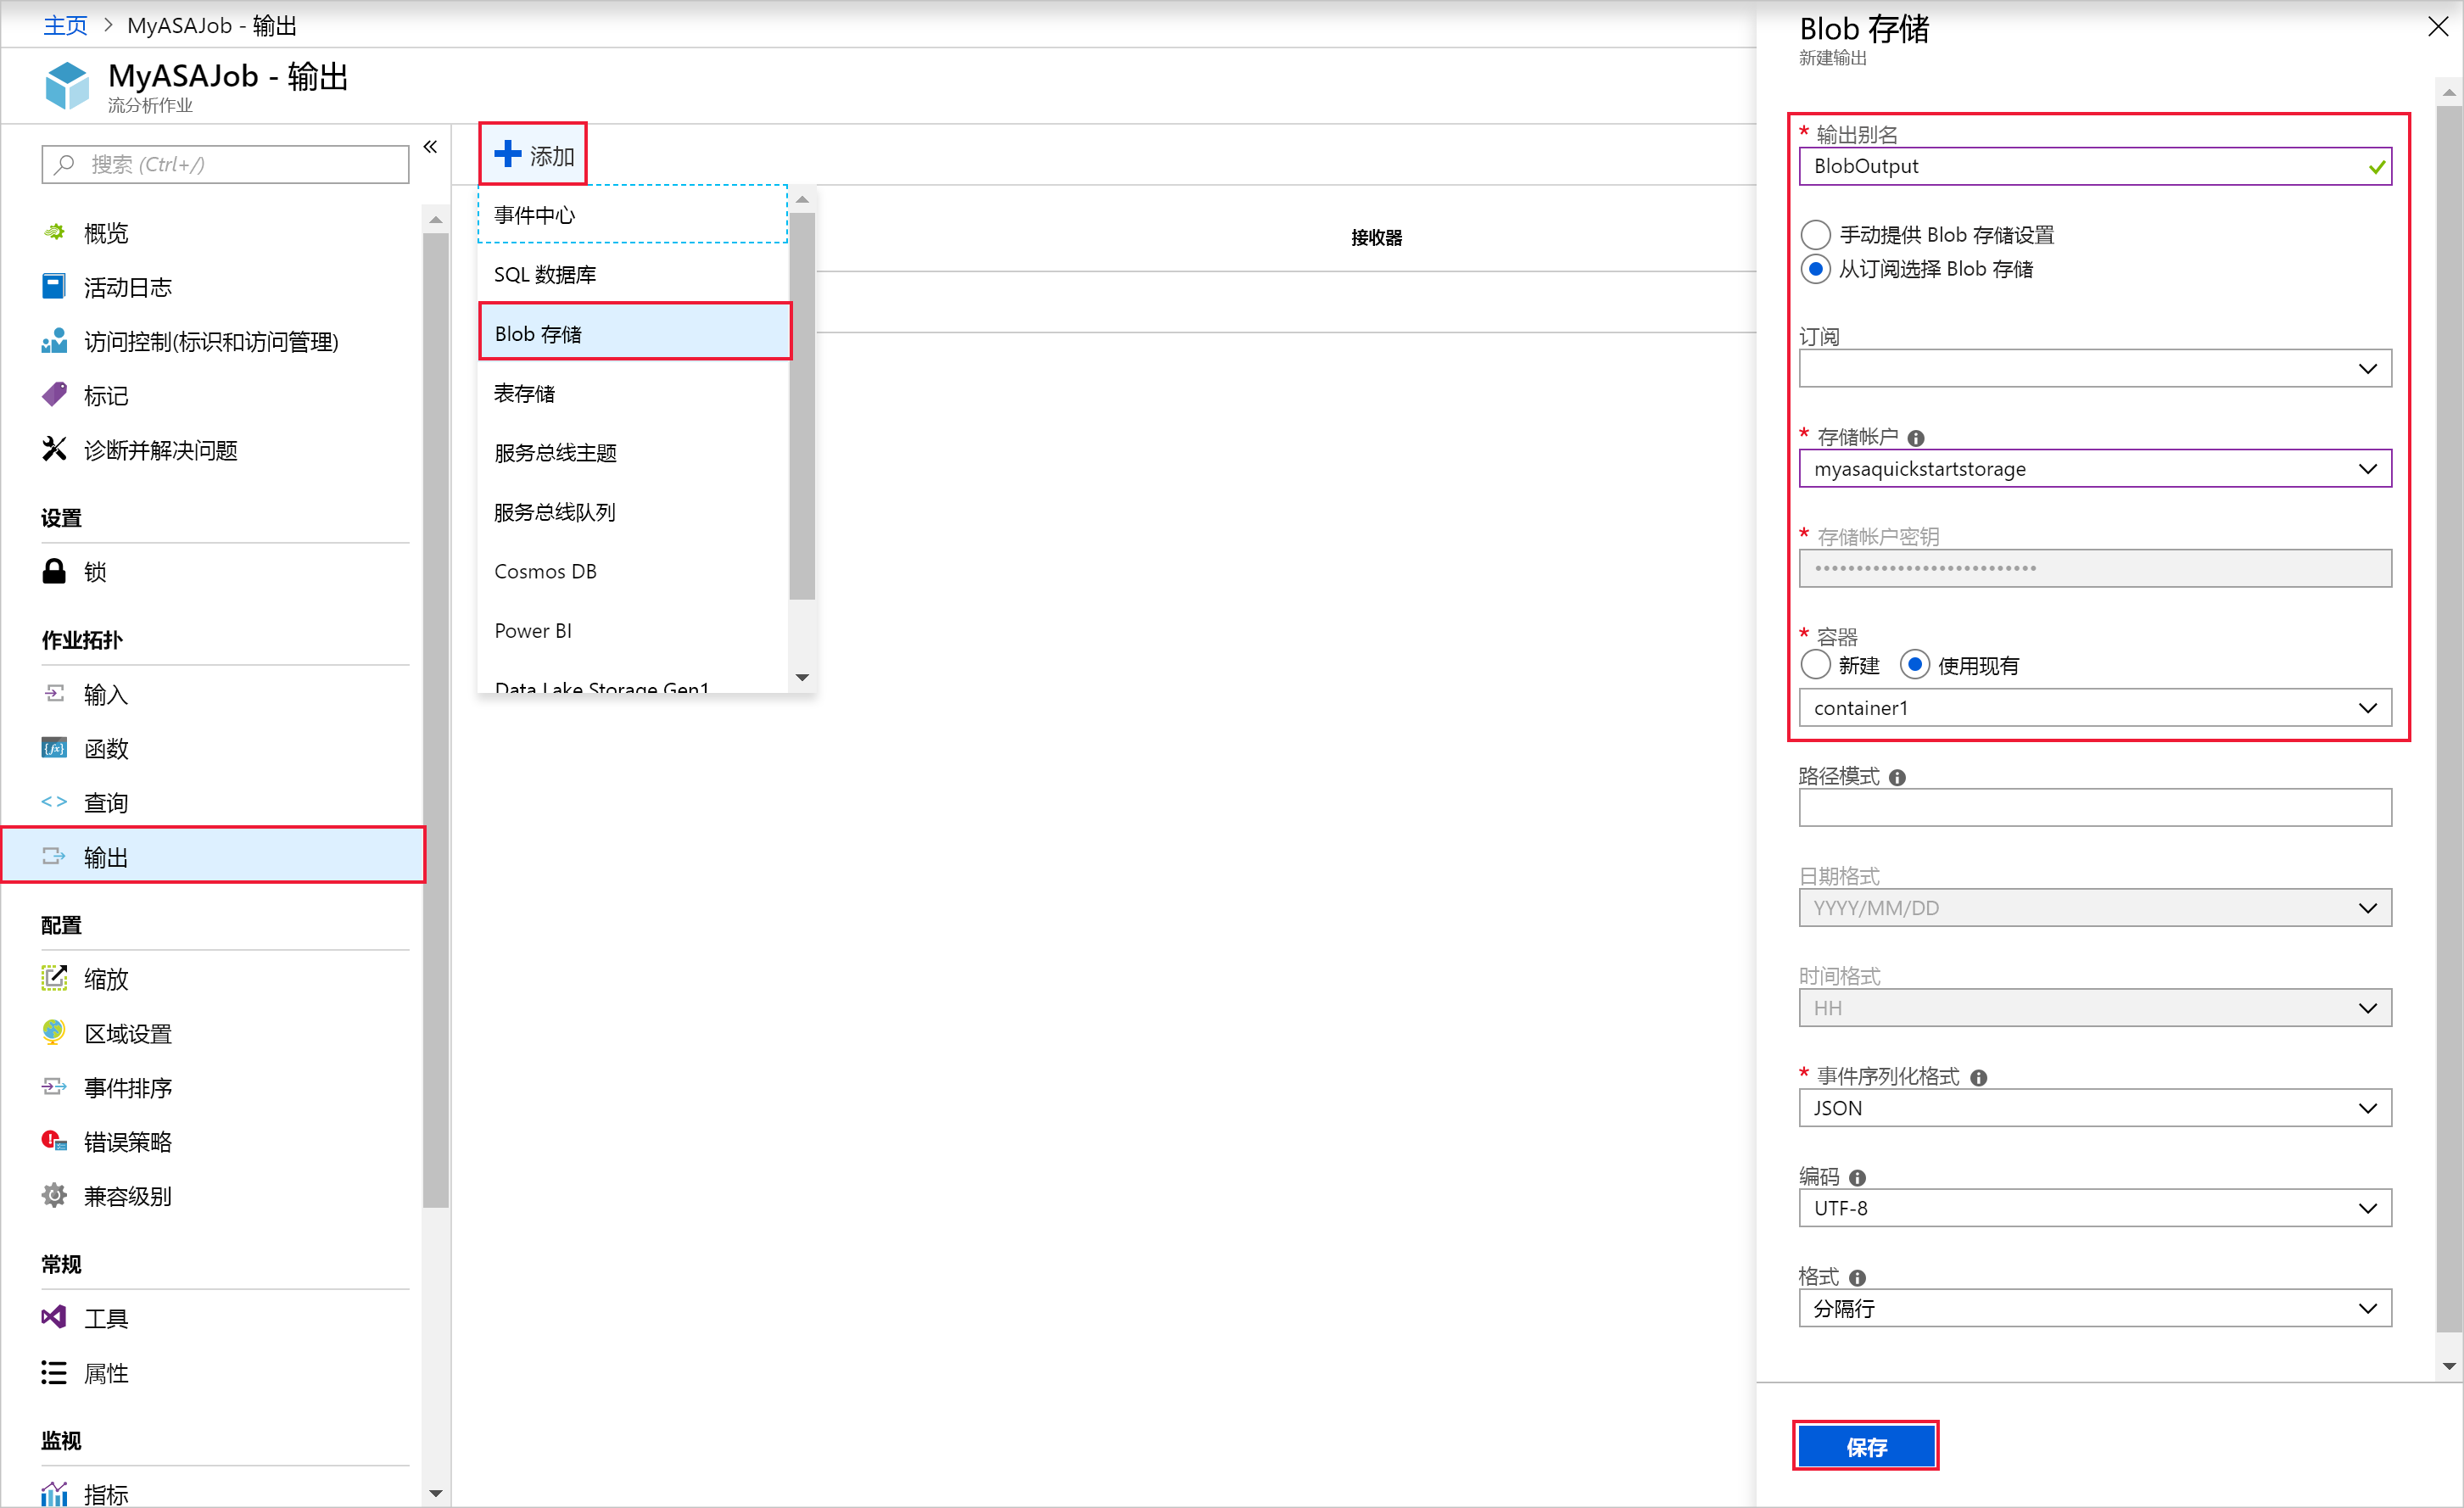 主页 > MyASAJob - 输出
MyASAJob - 输出
流分析作业
搜索 (Ctrl+/)
概览
活动日志
访问控制(标识和访问管理)
标记
诊断并解决问题
设置
锁
作业拓扑
输入
函数
查询
输出
配置
缩放
区域设置
事件排序
错误策略
兼容级别
常规
工具
属性
监视
指标
添加
事件中心
SQL 数据库
Blob 存储
表存储
服务总线主题
服务总线队列
Cosmos DB
Power BI
Data Lake Storage Gen1
接收器
Blob 存储
新建输出
* 输出别名
BlobOutput
手动提供 Blob 存储设置
从订阅选择 Blob 存储
订阅
* 存储帐户
myasaquickstartstorage
* 存储帐户密钥
* 容器
新建 使用现有
container1
路径模式
日期格式
YYYY/MM/DD
时间格式
HH
* 事件序列化格式
JSON
编码
UTF-8
格式
分隔行
保存